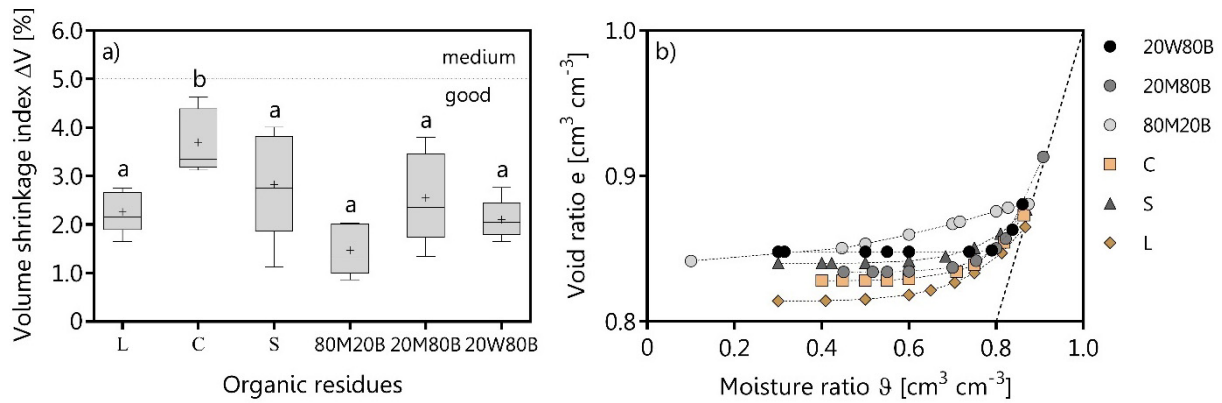 Volume shrinkage index ΔV [%]
6.0
5.0
4.0
3.0
2.0
1.0
0
a)
medium
good
a
b
a
a
a
a
L C S 80M20B 20M80B 20W80B
Organic residues
Void ratio e [cm³ cm⁻³]
1.0
0.9
0.8
b)
0 0.2 0.4 0.6 0.8 1.0
Moisture ratio ϑ [cm³ cm⁻³]
20W80B
20M80B
80M20B
C
S
L